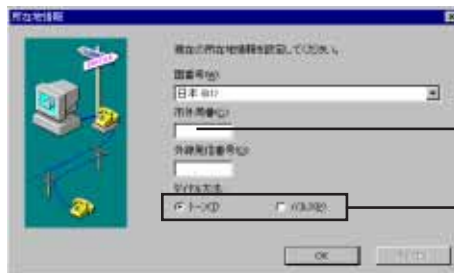 所在地情報
現在の所在地情報を設定してください。
国番号(W)
日本 (81)
市外局番(C)
外線発信番号(O)
ダイヤル方法:
トーン(T) パルス(P)
OK